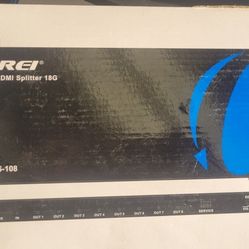 REI
DMI Splitter 18G
-108
IN
OUT 1
OUT 2
OUT 3
OUT 4
OUT 5
OUT 6
OUT 7
OUT 8
SERVICE